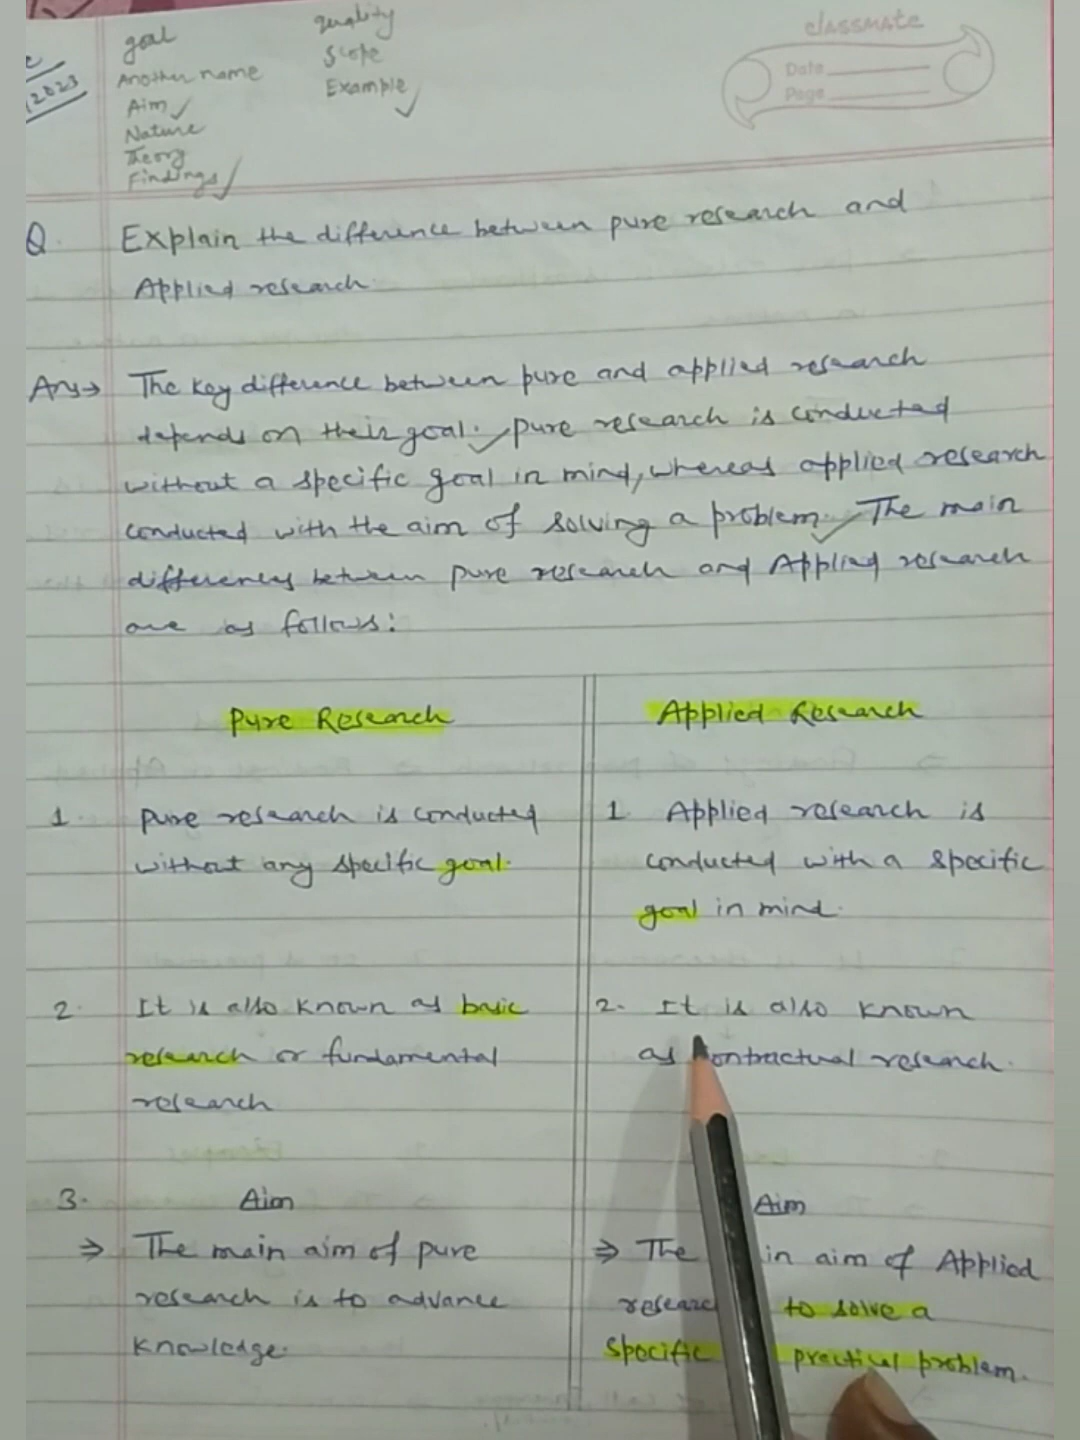 goal
Another name
Aim
Nature
Theory
Findings
quality
Scope
Example
2023
classmate
Date
Page
Q. Explain the difference between pure research and
Applied research.
Ans→ The key difference between pure and applied research
depends on their goal. pure research is conducted
without a specific goal in mind, whereas applied research
conducted with the aim of solving a problem. The main
differences between pure research and Applied research
are as follows:
Pure Research
1. Pure research is conducted
without any specific goal.
2. It is also known as basic
research or fundamental
research
3. Aim
⇒ The main aim of pure
research is to advance
knowledge.
Applied Research
1. Applied research is
conducted with a specific
goal in mind.
2. It is also known
as contractual research.
Aim
⇒ The in aim of Applied
researc to solve a
specific practical problem.